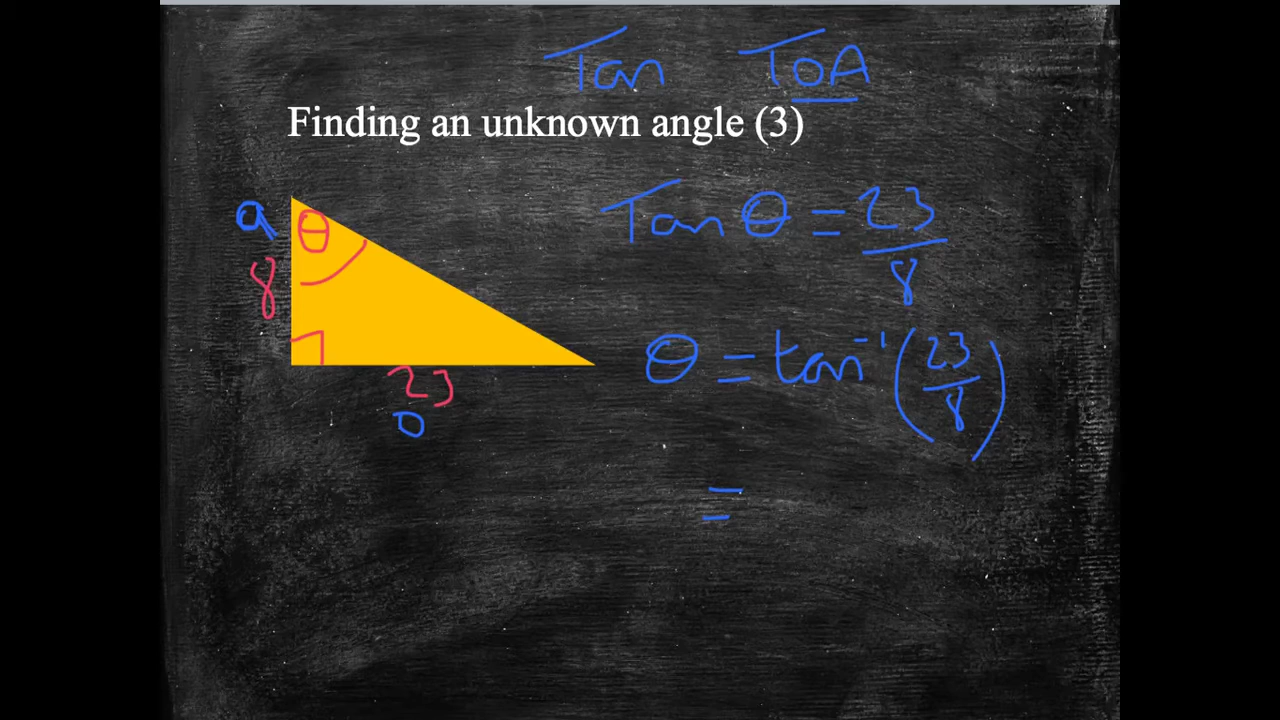 Tan TOA
Finding an unknown angle (3)
a
θ
8
23
o
Tan θ = 23/8
θ = tan⁻¹(23/8)
=